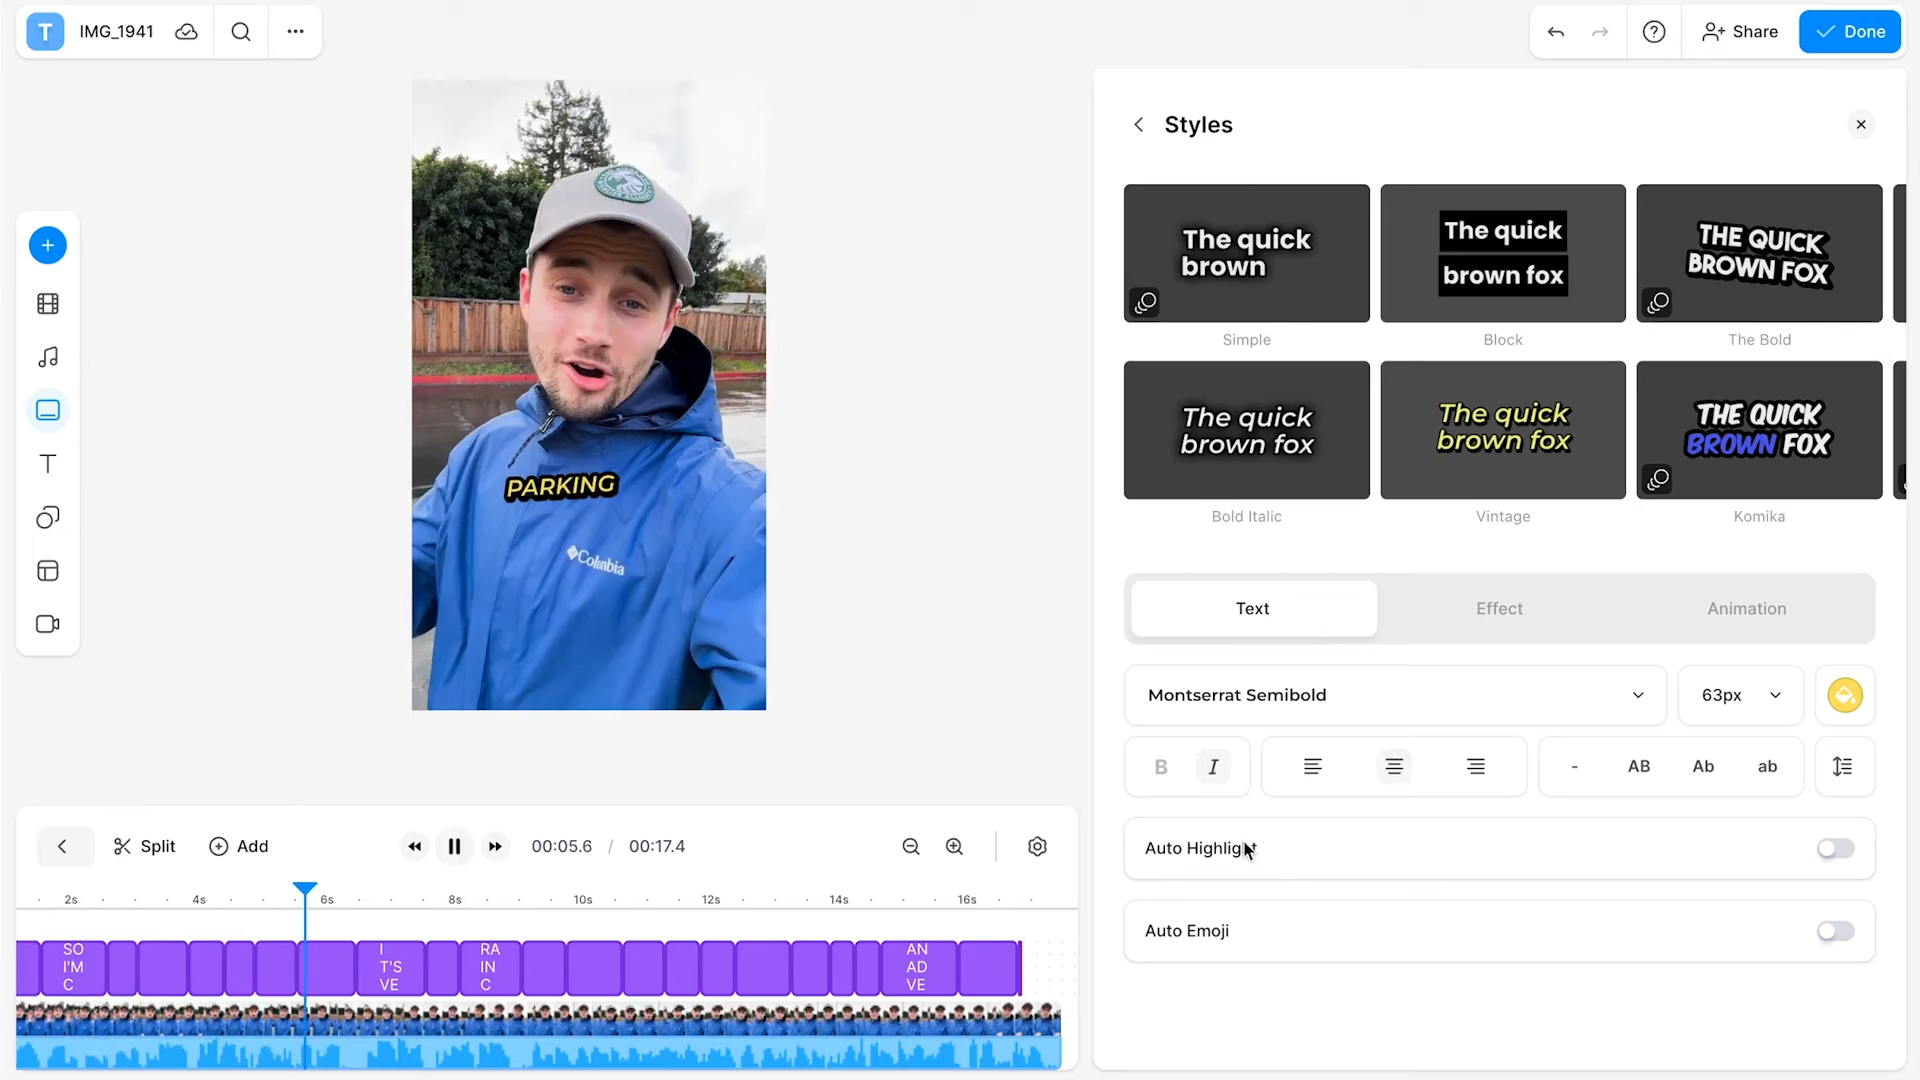 T
IMG_1941
Share
Done
Styles
The quick
brown
The quick
brown fox
THE QUICK
BROWN FOX
Simple
Block
The Bold
The quick
brown fox
The quick
brown fox
THE QUICK
BROWN FOX
Bold Italic
Vintage
Komika
PARKING
Columbia
Text
Effect
Animation
Montserrat Semibold
63px
B
I
-
AB
Ab
ab
Auto Highlight
Auto Emoji
Split
Add
00:05.6 / 00:17.4
2s
4s
6s
8s
10s
12s
14s
16s
SO
I'M
C
I
T'S
VE
RA
IN
C
AN
AD
VE